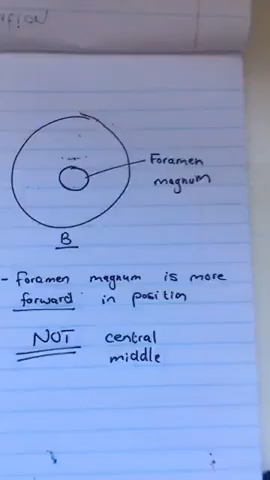 Foramen
magnum
B
- Foramen magnum is more
forward in position
NOT central
middle